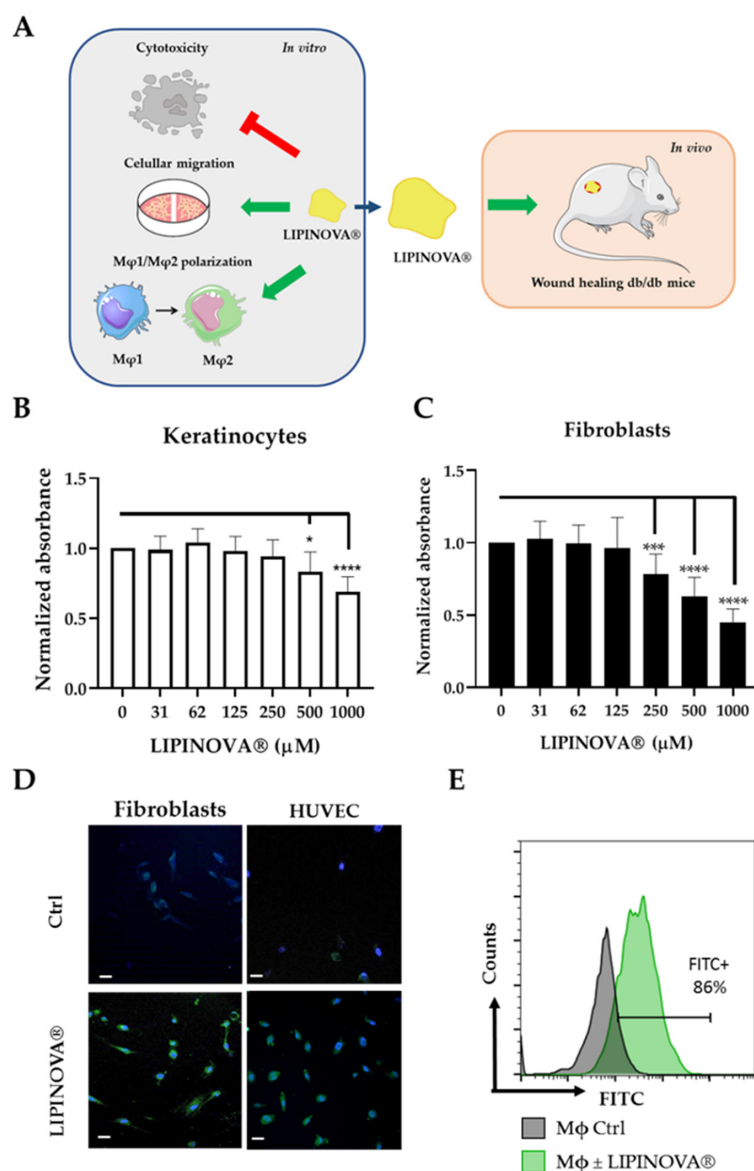 A
Cytotoxicity
In vitro
Celullar migration
LIPINOVA®
Mφ1/Mφ2 polarization
Mφ1
Mφ2
LIPINOVA®
In vivo
Wound healing db/db mice
B
Keratinocytes
Normalized absorbance
1.5
1.0
0.5
0.0
*
****
0 31 62 125 250 500 1000
LIPINOVA® (μM)
C
Fibroblasts
Normalized absorbance
1.5
1.0
0.5
0.0
***
****
****
0 31 62 125 250 500 1000
LIPINOVA® (μM)
D
Fibroblasts
HUVEC
Ctrl
LIPINOVA®
E
Counts
FITC+
86%
FITC
Mϕ Ctrl
Mϕ ± LIPINOVA®